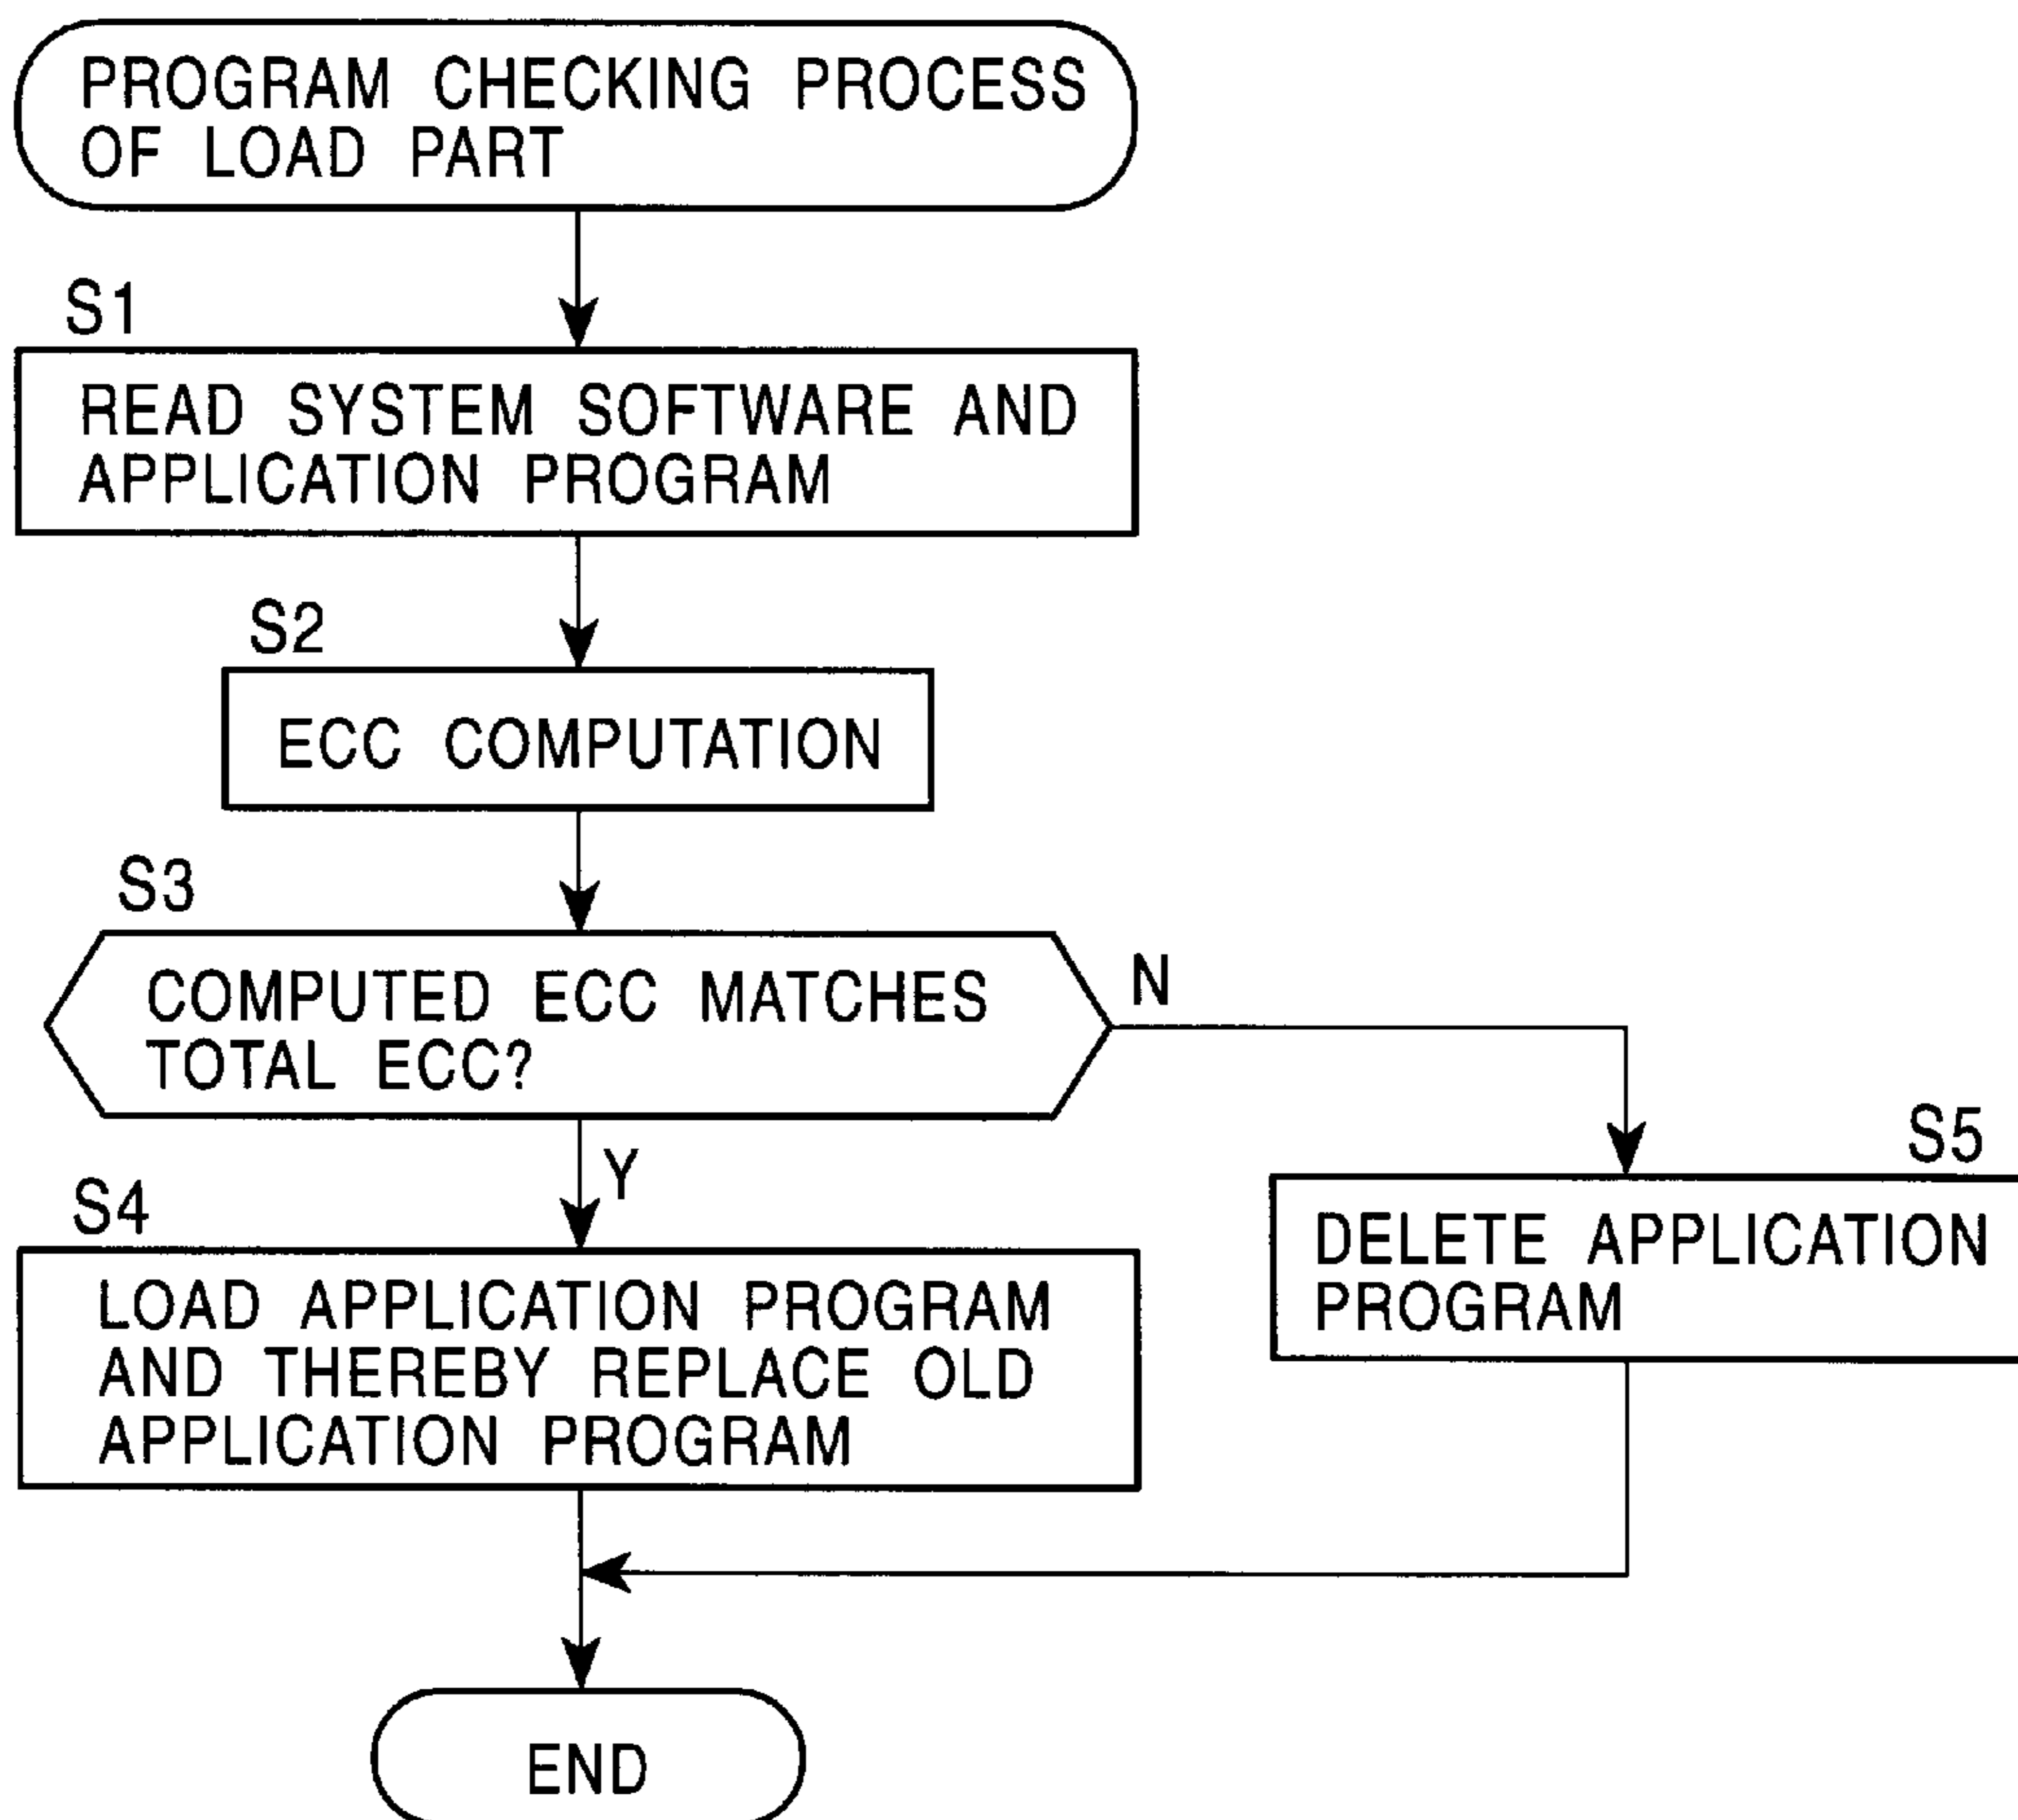 PROGRAM CHECKING PROCESS
OF LOAD PART
S1
READ SYSTEM SOFTWARE AND
APPLICATION PROGRAM
S2
ECC COMPUTATION
S3
COMPUTED ECC MATCHES
TOTAL ECC?
N
Y
S4
LOAD APPLICATION PROGRAM
AND THEREBY REPLACE OLD
APPLICATION PROGRAM
S5
DELETE APPLICATION
PROGRAM
END